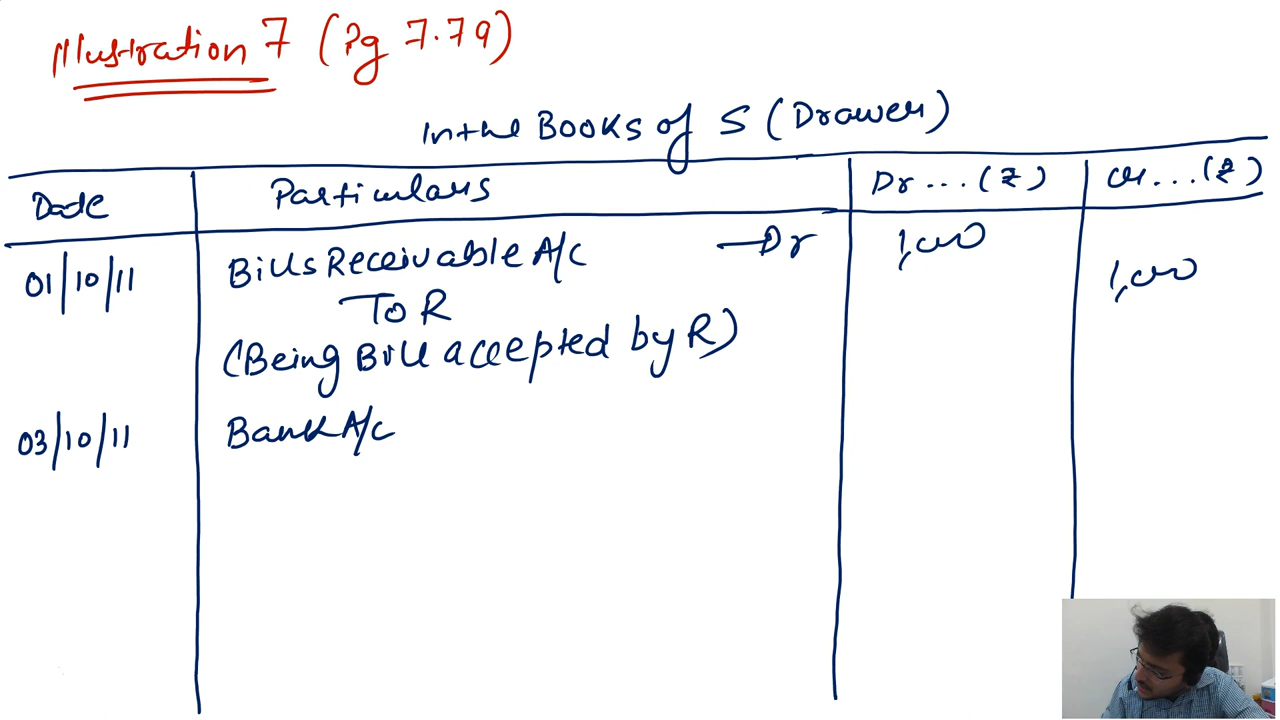 Illustration 7 (Pg 7.79)
In the Books of S (Drawer)
Date Particulars Dr...(₹) Cr...(₹)
01/10/11 Bills Receivable A/c —Dr 1,000
To R 1,000
(Being Bill accepted by R)
03/10/11 Bank A/c